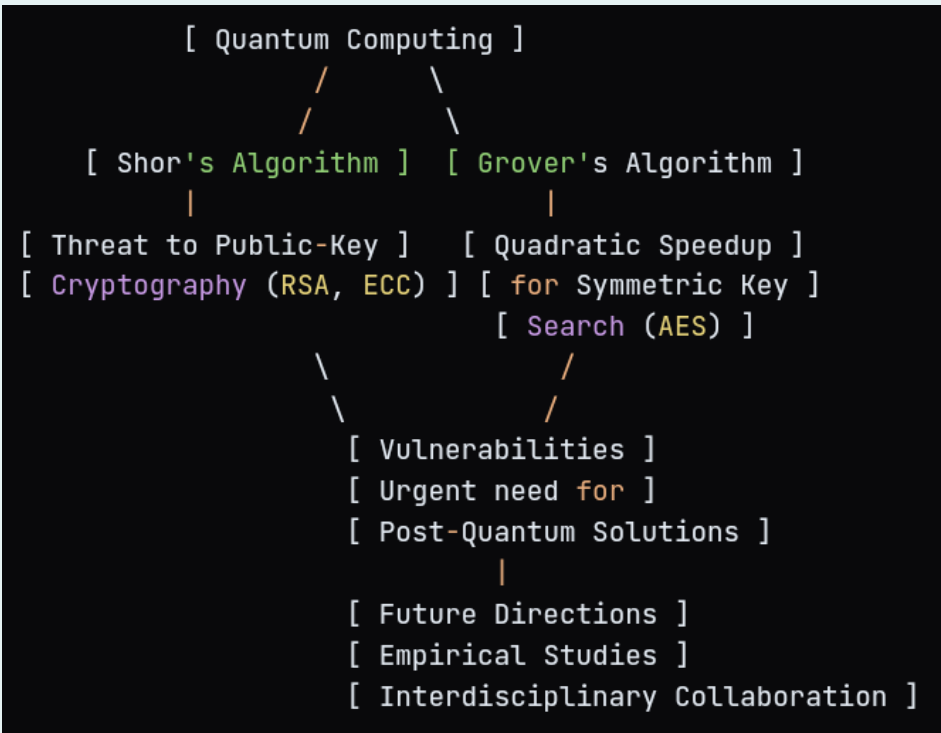 [ Quantum Computing ]
/ \
/ \
[ Shor's Algorithm ] [ Grover's Algorithm ]
| |
[ Threat to Public-Key ] [ Quadratic Speedup ]
[ Cryptography (RSA, ECC) ] [ for Symmetric Key ]
[ Search (AES) ]
\ /
\ /
[ Vulnerabilities ]
[ Urgent need for ]
[ Post-Quantum Solutions ]
|
[ Future Directions ]
[ Empirical Studies ]
[ Interdisciplinary Collaboration ]